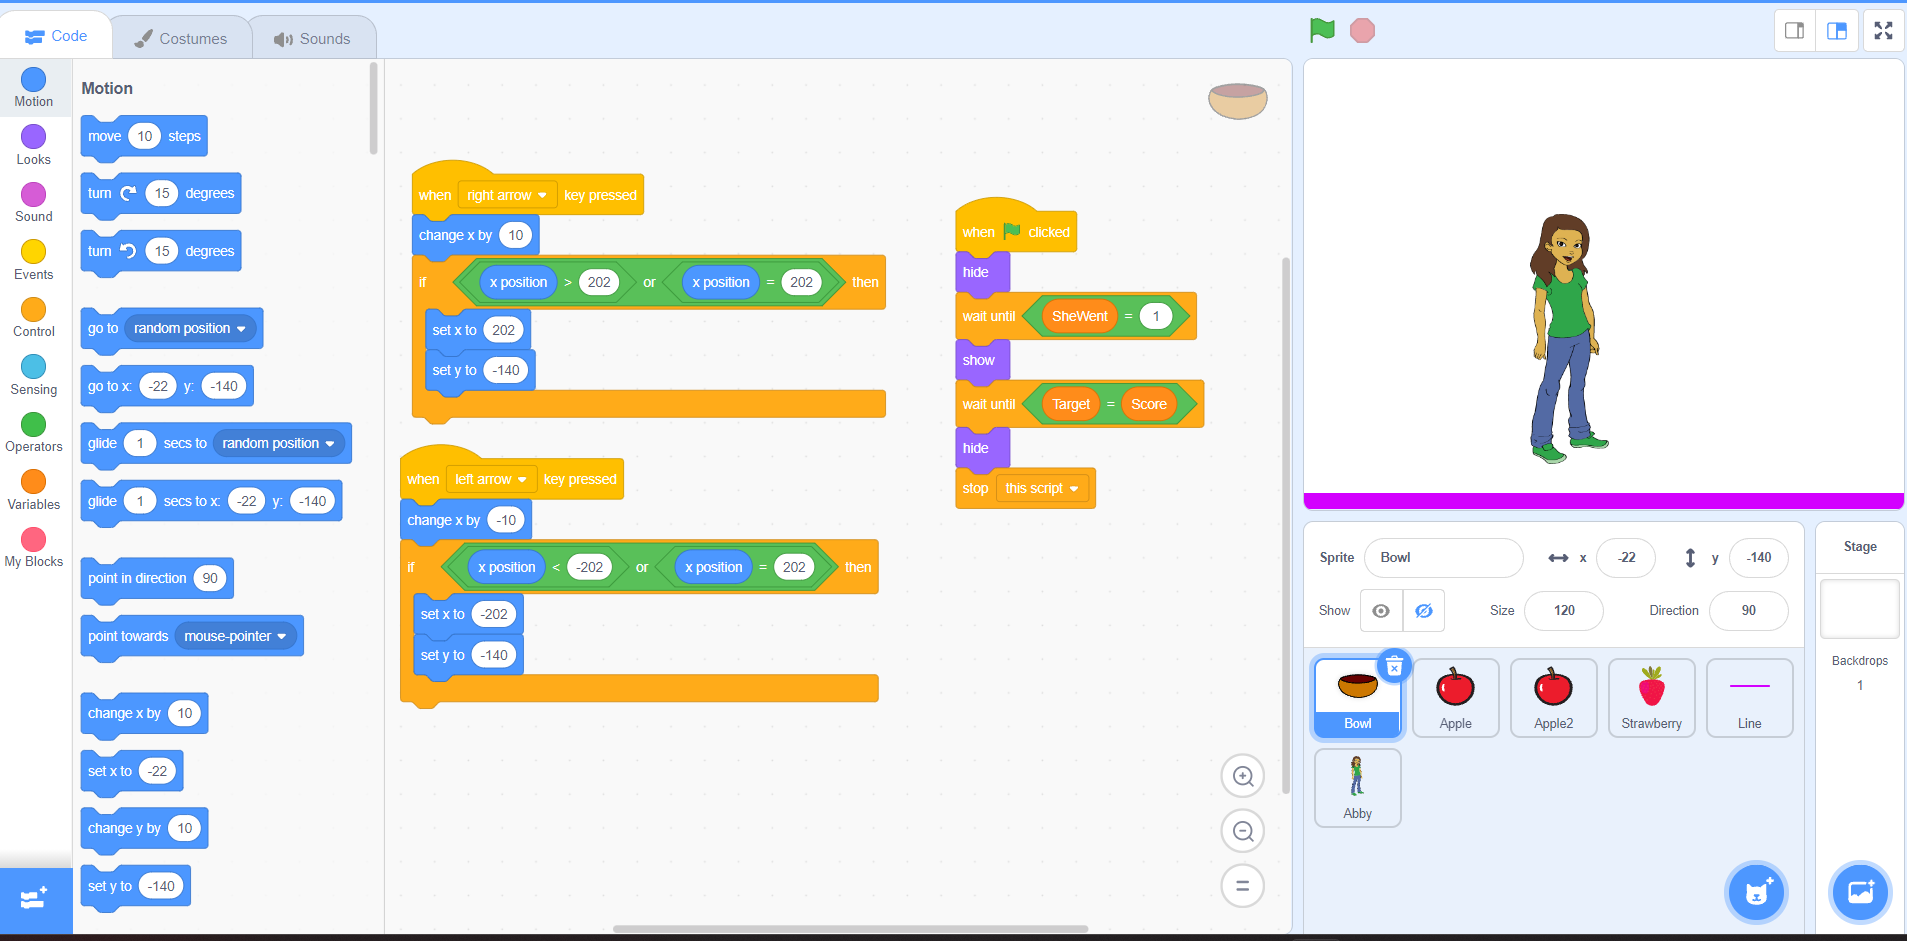 Code
Costumes
Sounds
Motion
Looks
Sound
Events
Control
Sensing
Operators
Variables
My Blocks
Motion
move 10 steps
turn 15 degrees
turn 15 degrees
go to random position
go to x: -22 y: -140
glide 1 secs to random position
glide 1 secs to x: -22 y: -140
point in direction 90
point towards mouse-pointer
change x by 10
set x to -22
change y by 10
set y to -140
when right arrow key pressed
change x by 10
if x position > 202 or x position = 202 then
set x to 202
set y to -140
when left arrow key pressed
change x by -10
if x position < -202 or x position = 202 then
set x to -202
set y to -140
when clicked
hide
wait until SheWent = 1
show
wait until Target = Score
hide
stop this script
Sprite Bowl x -22 y -140
Show Size 120 Direction 90
Bowl
Apple
Apple2
Strawberry
Line
Abby
Stage
Backdrops
1